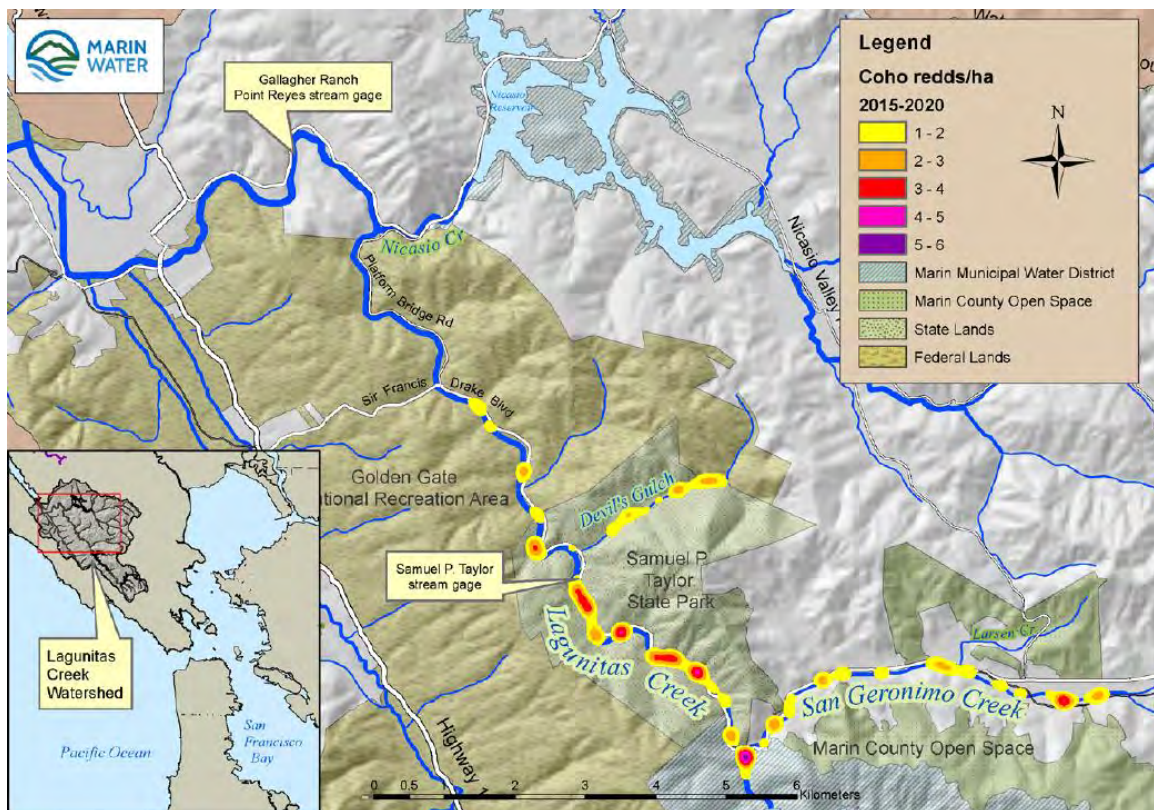 MARIN
WATER
Gallagher Ranch
Point Reyes stream gage
Nicasio
Reservoir
Legend
Coho redds/ha
2015-2020
1 - 2
2 - 3
3 - 4
4 - 5
5 - 6
Marin Municipal Water District
Marin County Open Space
State Lands
Federal Lands
N
Nicasio Cr
Nicasio Valley
Platform Bridge Rd
Sir Francis Drake Blvd
Golden Gate
Recreation Area
Devil's Gulch
Samuel P. Taylor
stream gage
Samuel P.
Taylor
State Park
Lagunitas Creek
Larsen Cr
San Geronimo Creek
Marin County Open Space
Highway 1
Lagunitas
Creek
Watershed
Pacific Ocean
San
Francisco
Bay
0 0.5 1 2 3 4 5 6
Kilometers